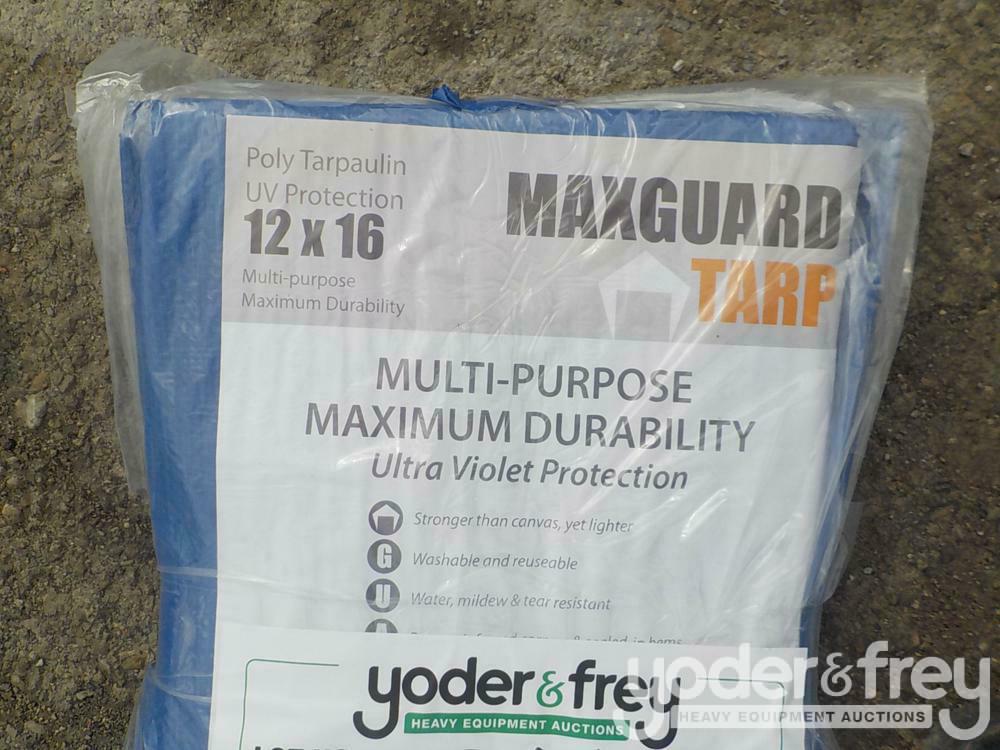 Poly Tarpaulin
UV Protection
12 x 16
Multi-purpose
Maximum Durability
MAXGUARD
TARP
MULTI-PURPOSE
MAXIMUM DURABILITY
Ultra Violet Protection
Stronger than canvas, yet lighter
G Washable and reuseable
U Water, mildew & tear resistant
yoder & frey
HEAVY EQUIPMENT AUCTIONS
yoder & frey
HEAVY EQUIPMENT AUCTIONS